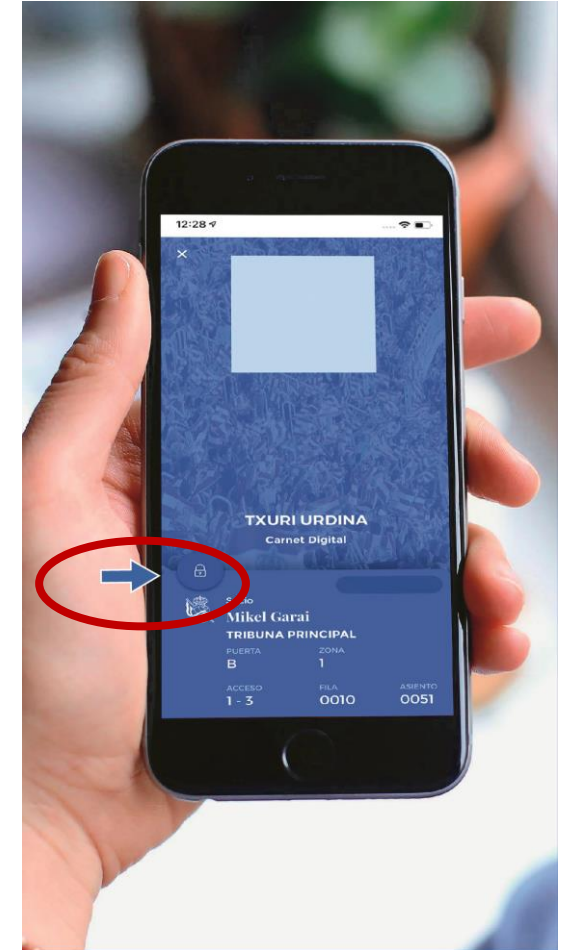 12:28
TXURI URDINA
Carnet Digital
Socio
Mikel Garai
TRIBUNA PRINCIPAL
PUERTA ZONA
B 1
ACCESO FILA ASIENTO
1 - 3 0010 0051